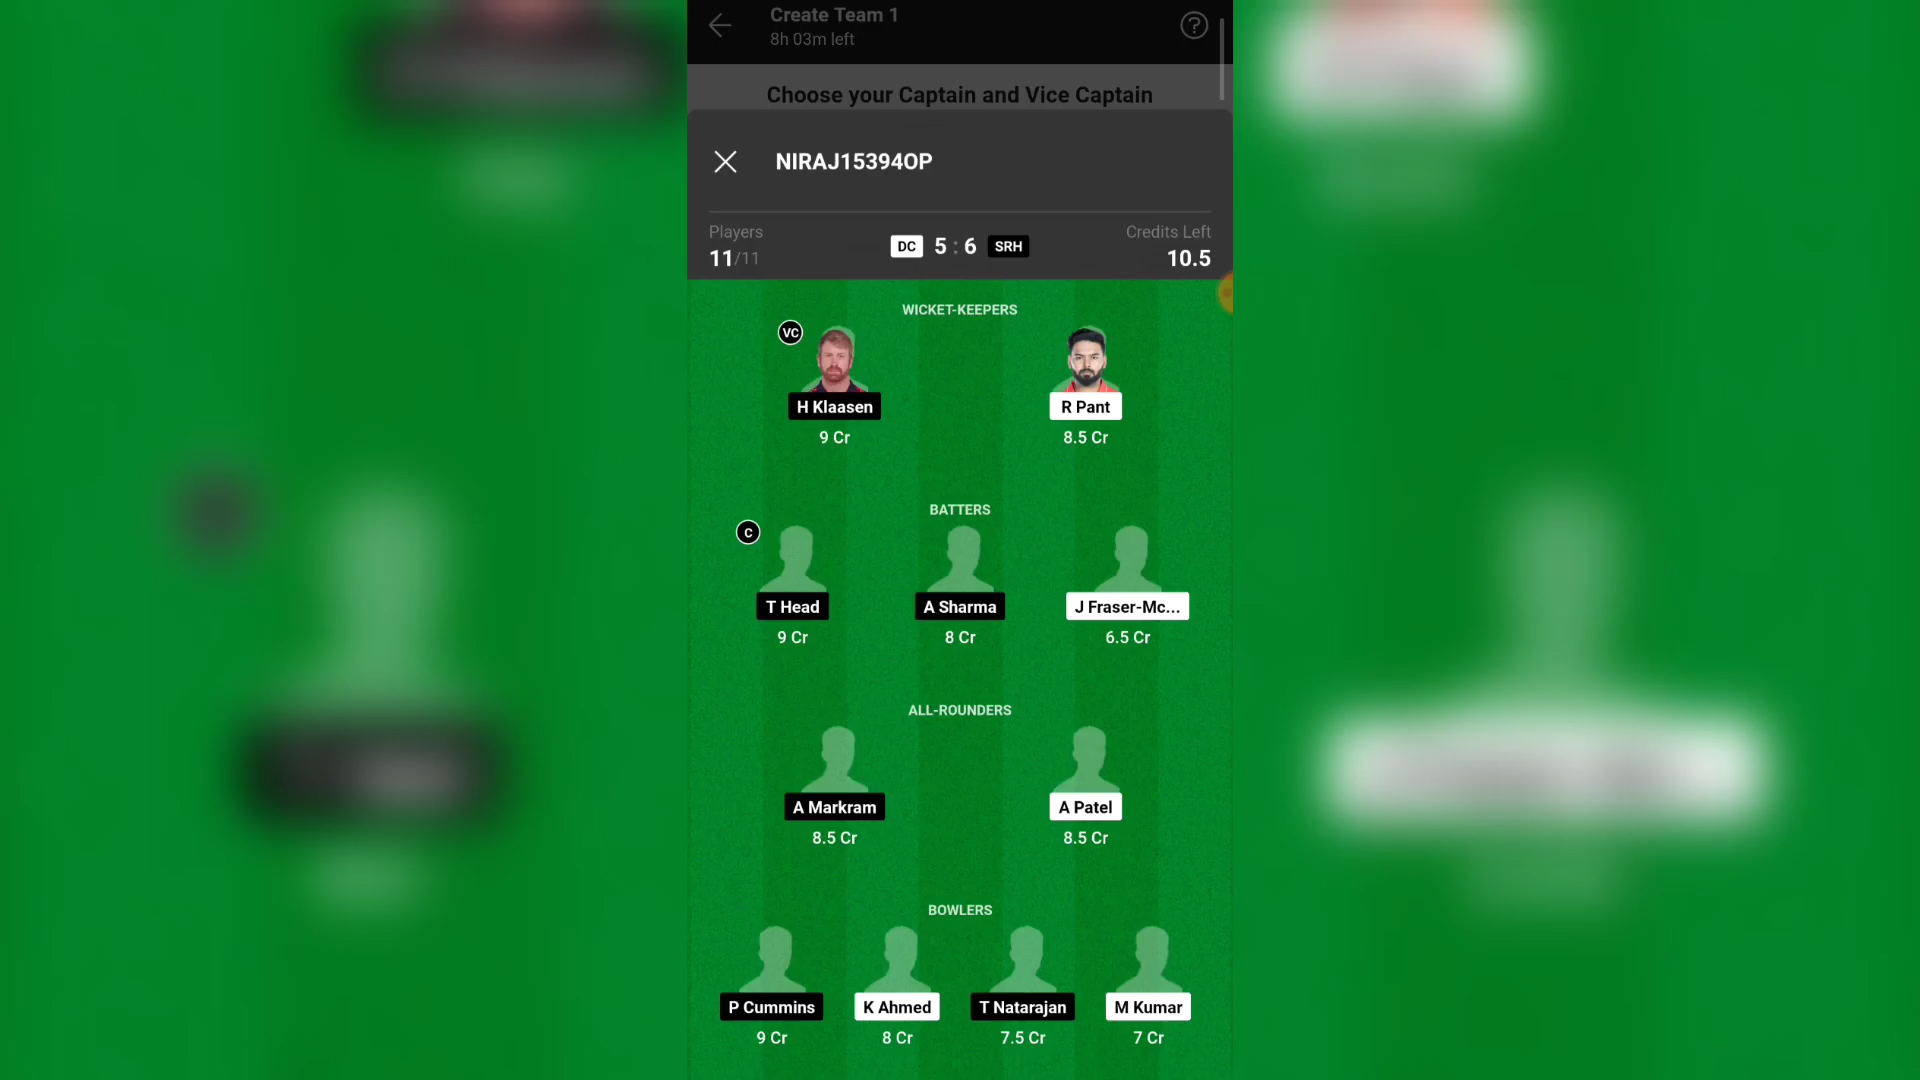 Create Team 1
8h 03m left
Choose your Captain and Vice Captain
NIRAJ15394OP
Players
11/11
DC 5 : 6 SRH
Credits Left
10.5
WICKET-KEEPERS
VC
H Klaasen
9 Cr
R Pant
8.5 Cr
BATTERS
C
T Head
9 Cr
A Sharma
8 Cr
J Fraser-Mc...
6.5 Cr
ALL-ROUNDERS
A Markram
8.5 Cr
A Patel
8.5 Cr
BOWLERS
P Cummins
9 Cr
K Ahmed
8 Cr
T Natarajan
7.5 Cr
M Kumar
7 Cr